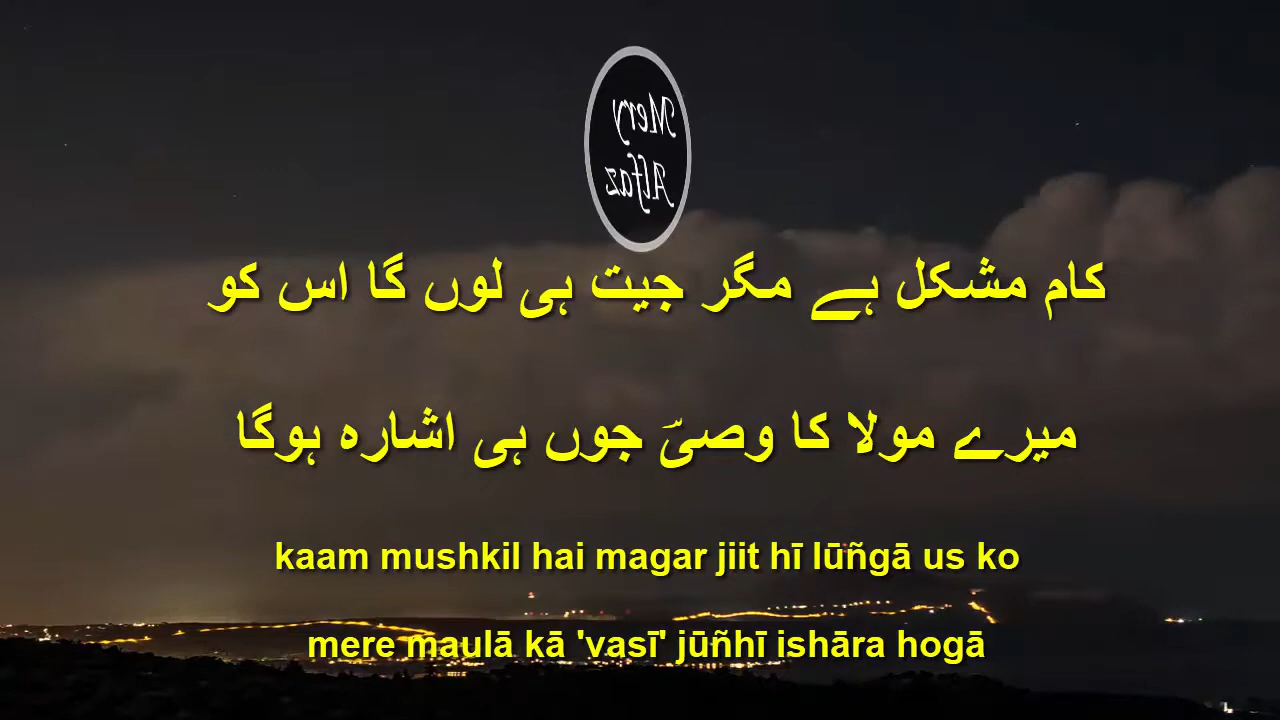 Mery
Alfaz
کام مشکل ہے مگر جیت ہی لوں گا اس کو
میرے مولا کا وصیؔ جوں ہی اشارہ ہوگا
kaam mushkil hai magar jiit hī lūñgā us ko
mere maulā kā 'vasī' jūñhī ishāra hogā